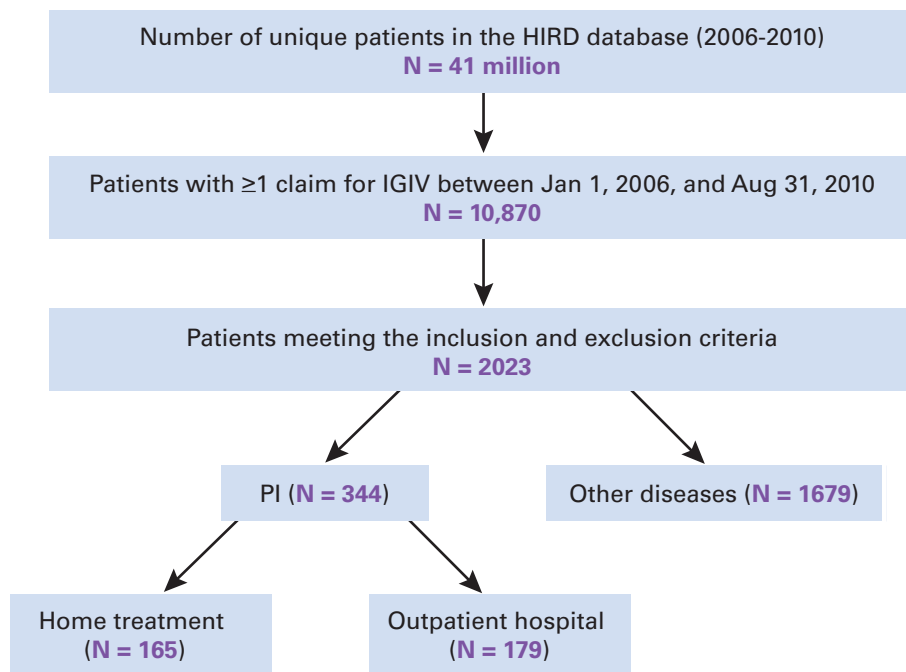 Number of unique patients in the HIRD database (2006-2010)
N = 41 million
Patients with ≥1 claim for IGIV between Jan 1, 2006, and Aug 31, 2010
N = 10,870
Patients meeting the inclusion and exclusion criteria
N = 2023
PI (N = 344)
Other diseases (N = 1679)
Home treatment
(N = 165)
Outpatient hospital
(N = 179)